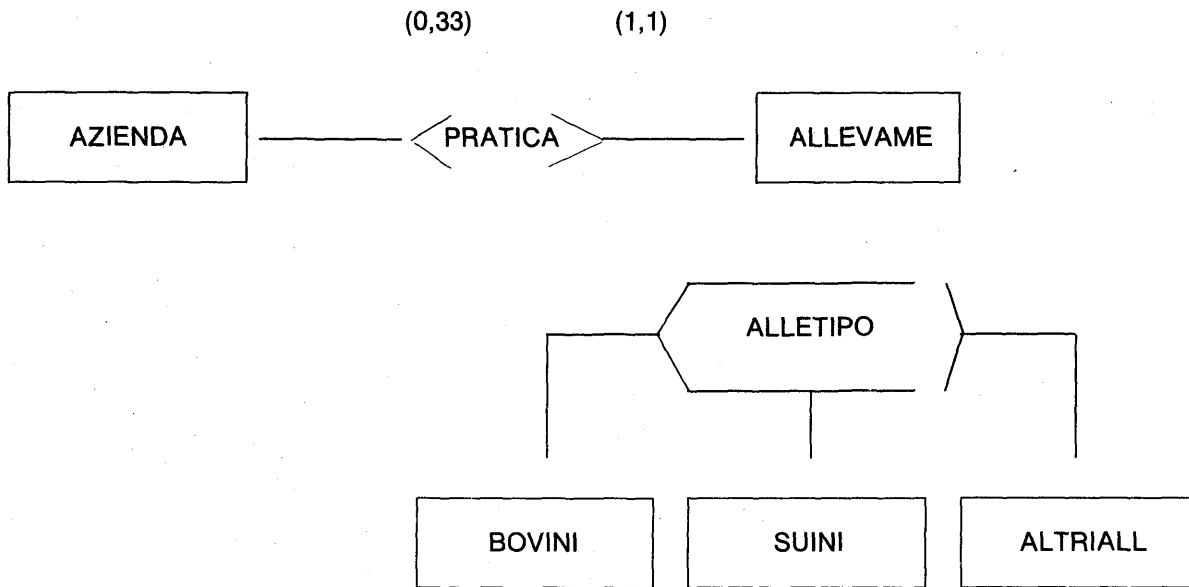 (0,33) (1,1)
AZIENDA PRATICA ALLEVAME
ALLETIPO
BOVINI SUINI ALTRIALL